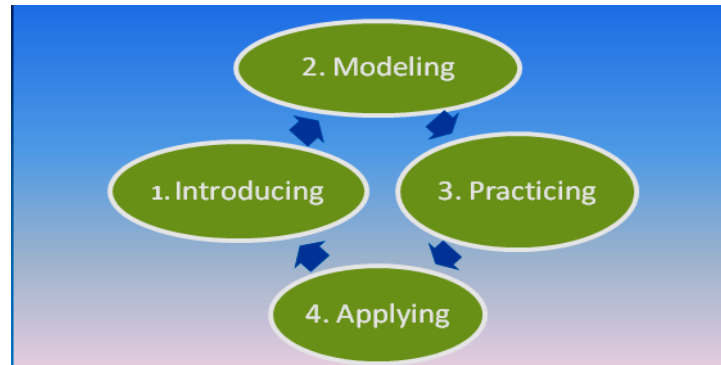 2. Modeling
1. Introducing
3. Practicing
4. Applying